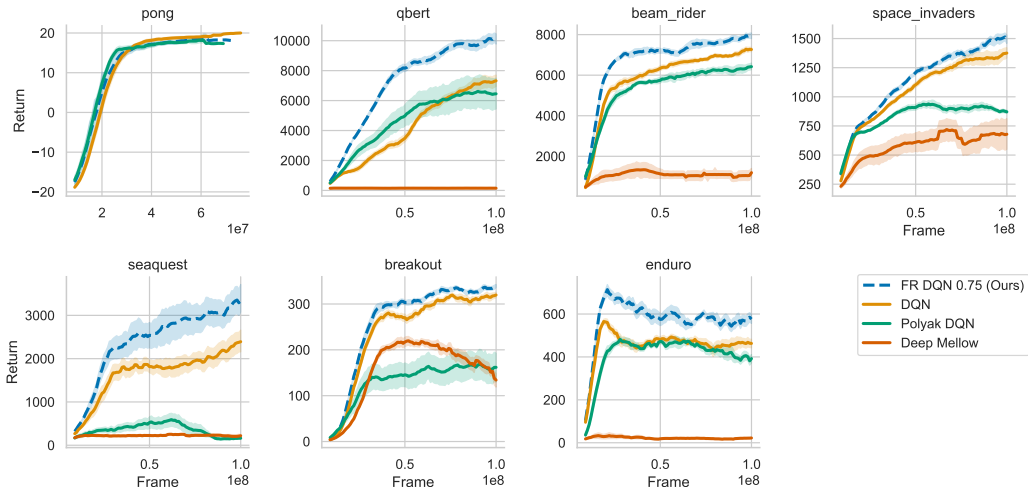 pong
qbert
beam_rider
space_invaders
Return
20
10
0
−10
−20
2
4
6
1e7
10000
8000
6000
4000
2000
0
0.5
1.0
1e8
8000
6000
4000
2000
0.5
1.0
1e8
1500
1250
1000
750
500
250
0.5
1.0
1e8
Frame
seaquest
breakout
enduro
Return
3000
2000
1000
0
0.5
1.0
1e8
Frame
300
200
100
0
0.5
1.0
1e8
Frame
600
400
200
0
0.5
1.0
1e8
Frame
FR DQN 0.75 (Ours)
DQN
Polyak DQN
Deep Mellow